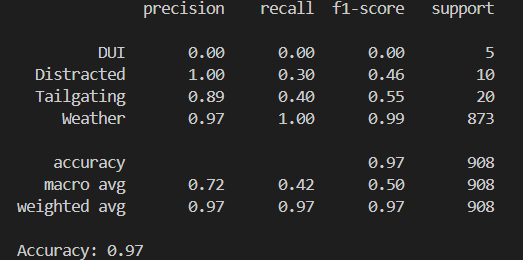 precision recall f1-score support
DUI 0.00 0.00 0.00 5
Distracted 1.00 0.30 0.46 10
Tailgating 0.89 0.40 0.55 20
Weather 0.97 1.00 0.99 873
accuracy 0.97 908
macro avg 0.72 0.42 0.50 908
weighted avg 0.97 0.97 0.97 908
Accuracy: 0.97